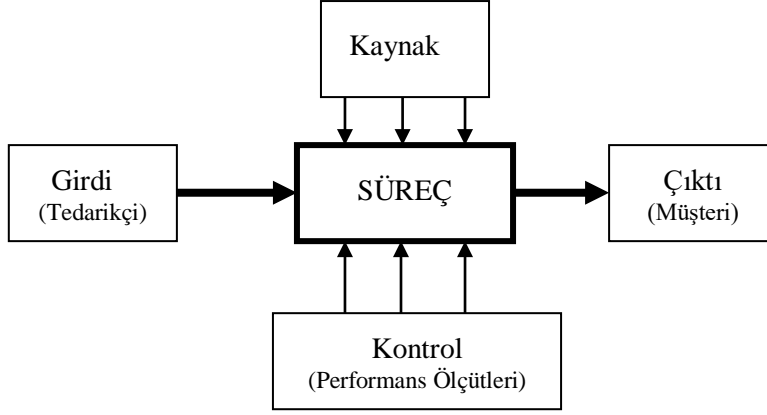 Kaynak
Girdi
(Tedarikçi)
SÜREÇ
Çıktı
(Müşteri)
Kontrol
(Performans Ölçütleri)